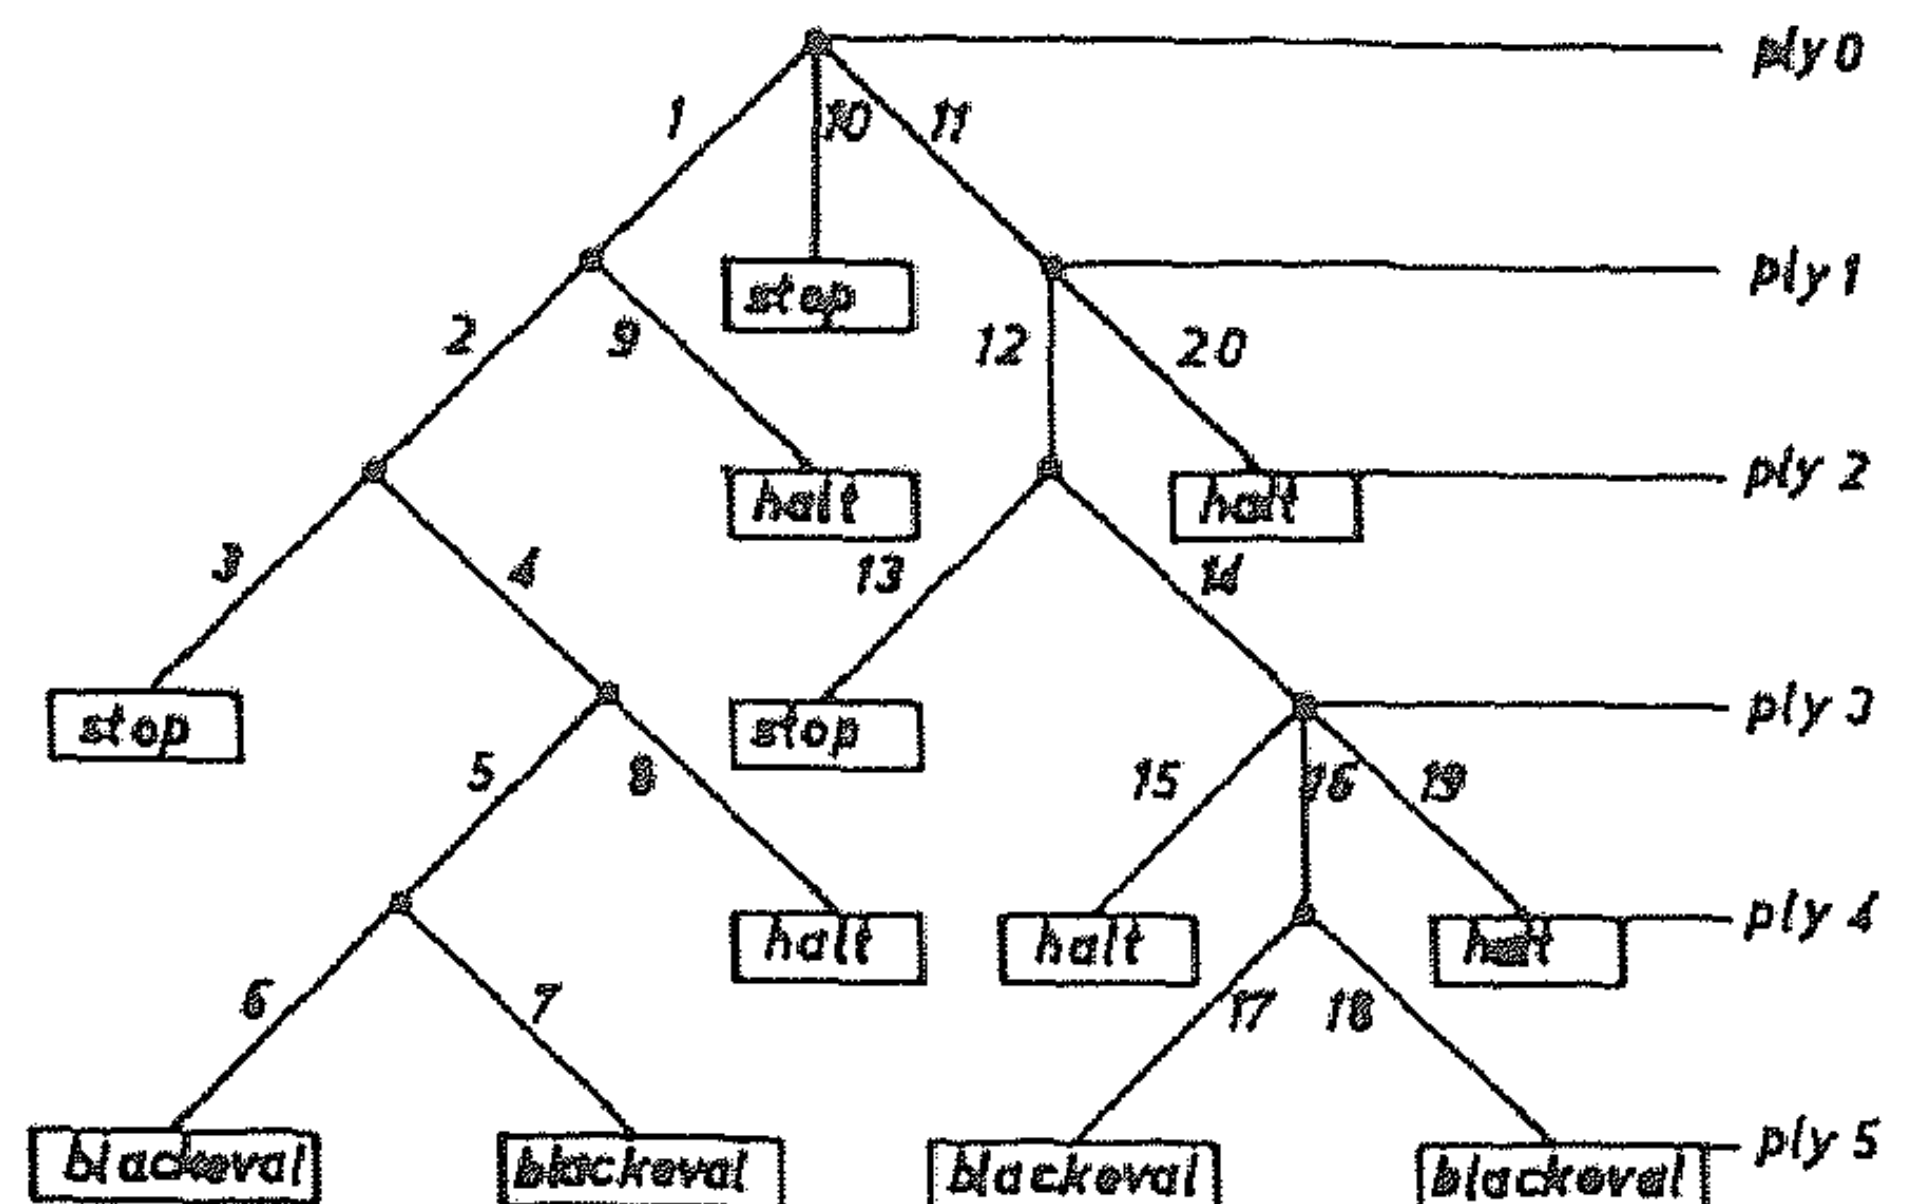 ply 0
1 10 11
stop ply 1
2 9 12 20
halt halt ply 2
3 4 13 14
stop stop ply 3
5 8 15 16 19
halt halt halt ply 4
6 7 17 18
blackeval blackeval blackeval blackeval ply 5